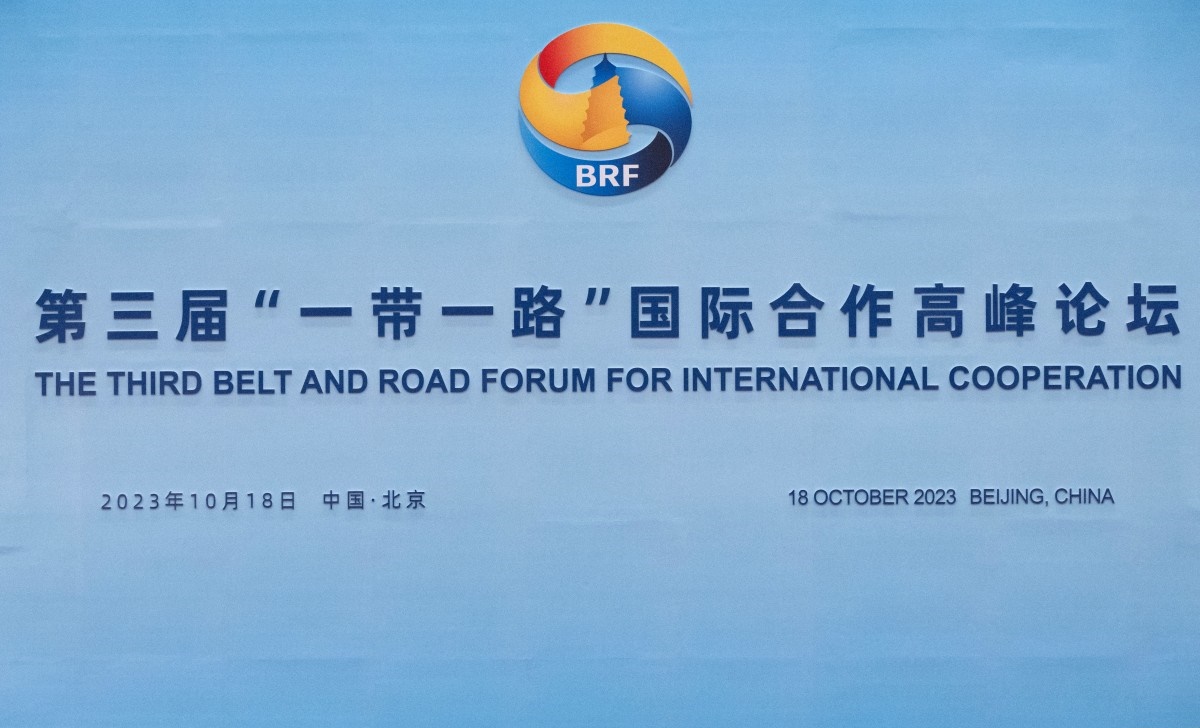 BRF
第三届“一带一路”国际合作高峰论坛
THE THIRD BELT AND ROAD FORUM FOR INTERNATIONAL COOPERATION
2023年10月18日 中国·北京
18 OCTOBER 2023 BEIJING, CHINA